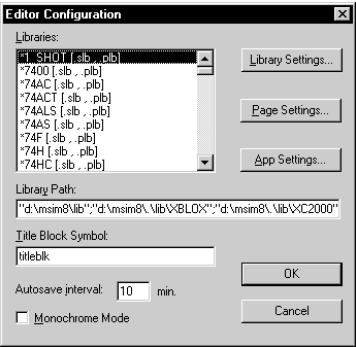 Editor Configuration
Libraries:
*1_SHOT [.slb , .plb]
*7400 [.slb , .plb]
*74AC [.slb , .plb]
*74ACT [.slb , .plb]
*74ALS [.slb , .plb]
*74AS [.slb , .plb]
*74F [.slb , .plb]
*74H [.slb , .plb]
*74HC [.slb , .plb]
Library Settings...
Page Settings...
App Settings...
Library Path:
"d:\msim8\lib";"d:\msim8\.\lib\XBLOX";"d:\msim8\.\lib\XC2000"
Title Block Symbol:
titleblk
Autosave interval: 10 min.
Monochrome Mode
OK
Cancel